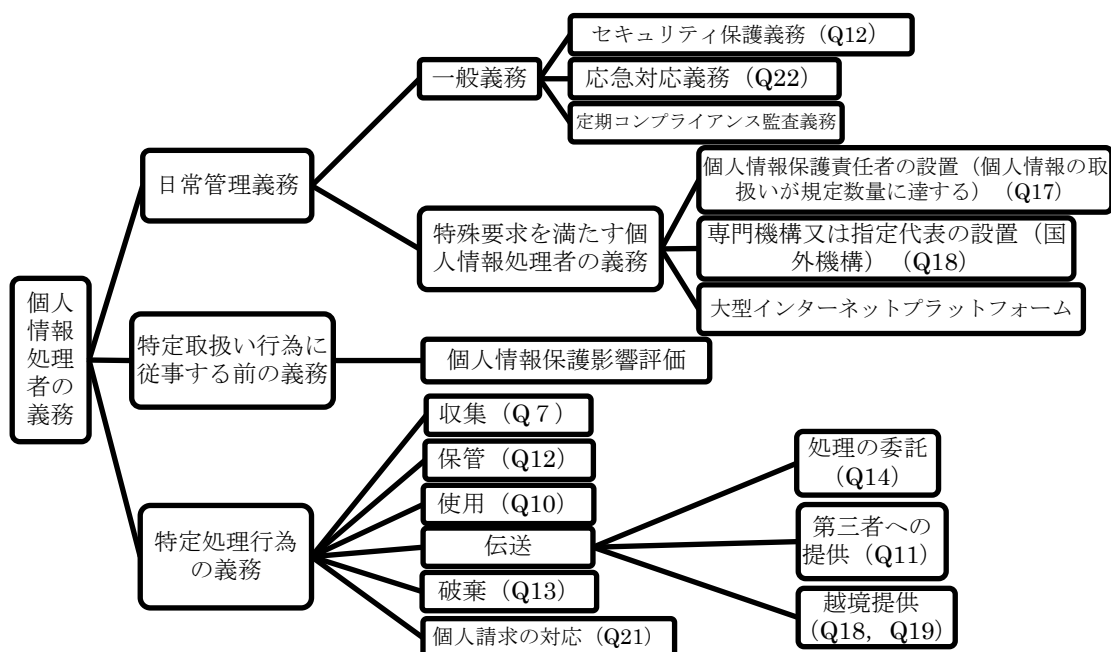 個人
情報
処理
者の
義務
日常管理義務
一般義務
セキュリティ保護義務（Q12）
応急対応義務（Q22）
定期コンプライアンス監査義務
特殊要求を満たす個
人情報処理者の義務
個人情報保護責任者の設置（個人情報の取
扱いが規定数量に達する）（Q17）
専門機構又は指定代表の設置（国
外機構）（Q18）
大型インターネットプラットフォーム
特定取扱い行為に
従事する前の義務
個人情報保護影響評価
特定処理行為
の義務
収集（Q７）
保管（Q12）
使用（Q10）
伝送
処理の委託
（Q14）
第三者への
提供（Q11）
越境提供
（Q18，Q19）
破棄（Q13）
個人請求の対応（Q21）